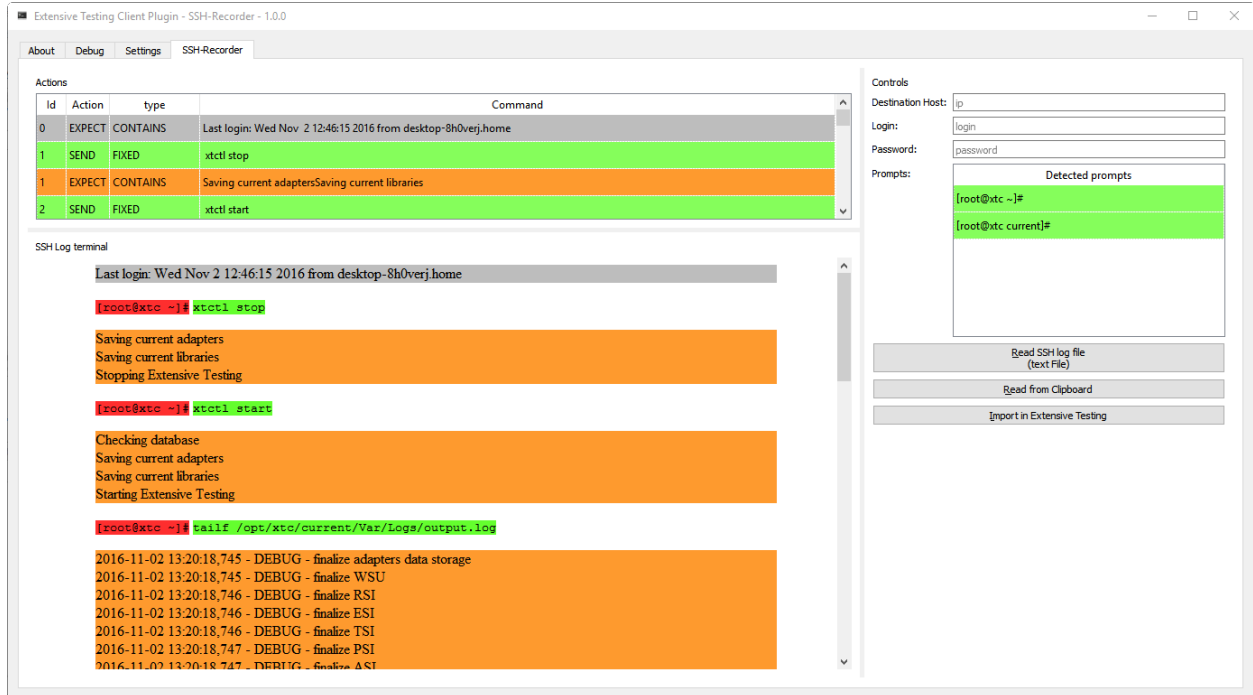 Extensive Testing Client Plugin - SSH-Recorder - 1.0.0
About Debug Settings SSH-Recorder
Actions
Id Action type Command
0 EXPECT CONTAINS Last login: Wed Nov 2 12:46:15 2016 from desktop-8h0verj.home
1 SEND FIXED xtctl stop
1 EXPECT CONTAINS Saving current adaptersSaving current libraries
2 SEND FIXED xtctl start
SSH Log terminal
Last login: Wed Nov 2 12:46:15 2016 from desktop-8h0verj.home
[root@xtc ~]# xtctl stop
Saving current adapters
Saving current libraries
Stopping Extensive Testing
[root@xtc ~]# xtctl start
Checking database
Saving current adapters
Saving current libraries
Starting Extensive Testing
[root@xtc ~]# tailf /opt/xtc/current/Var/Logs/output.log
2016-11-02 13:20:18,745 - DEBUG - finalize adapters data storage
2016-11-02 13:20:18,745 - DEBUG - finalize WSU
2016-11-02 13:20:18,746 - DEBUG - finalize RSI
2016-11-02 13:20:18,746 - DEBUG - finalize ESI
2016-11-02 13:20:18,746 - DEBUG - finalize TSI
2016-11-02 13:20:18,747 - DEBUG - finalize PSI
2016-11-02 13:20:18,747 - DEBUG - finalize ASI
Controls
Destination Host: ip
Login: login
Password: password
Prompts: Detected prompts
[root@xtc ~]#
[root@xtc current]#
Read SSH log file
(text File)
Read from Clipboard
Import in Extensive Testing